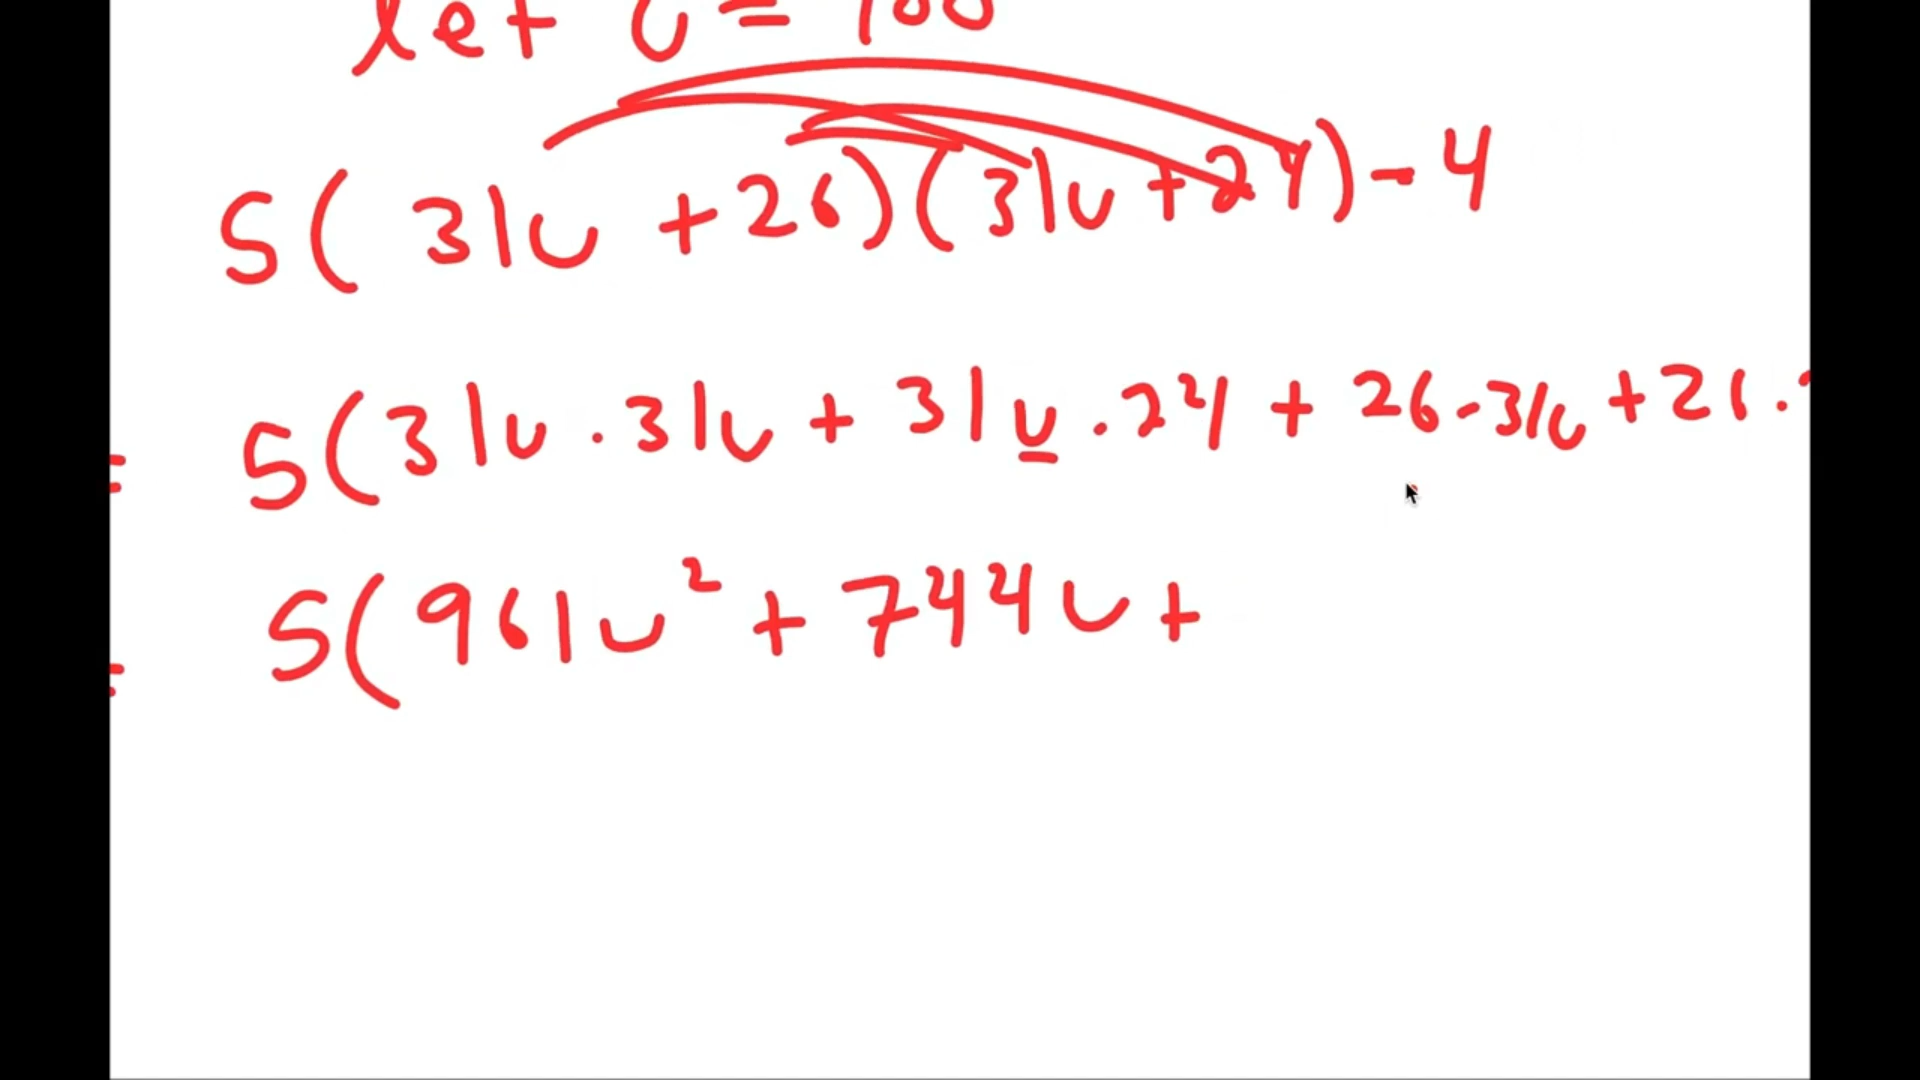 let u = 100
5(31u + 26)(31u + 24) - 4
= 5(31u · 31u + 31u · 24 + 26 · 31u + 26 ·
= 5(961u² + 744u +